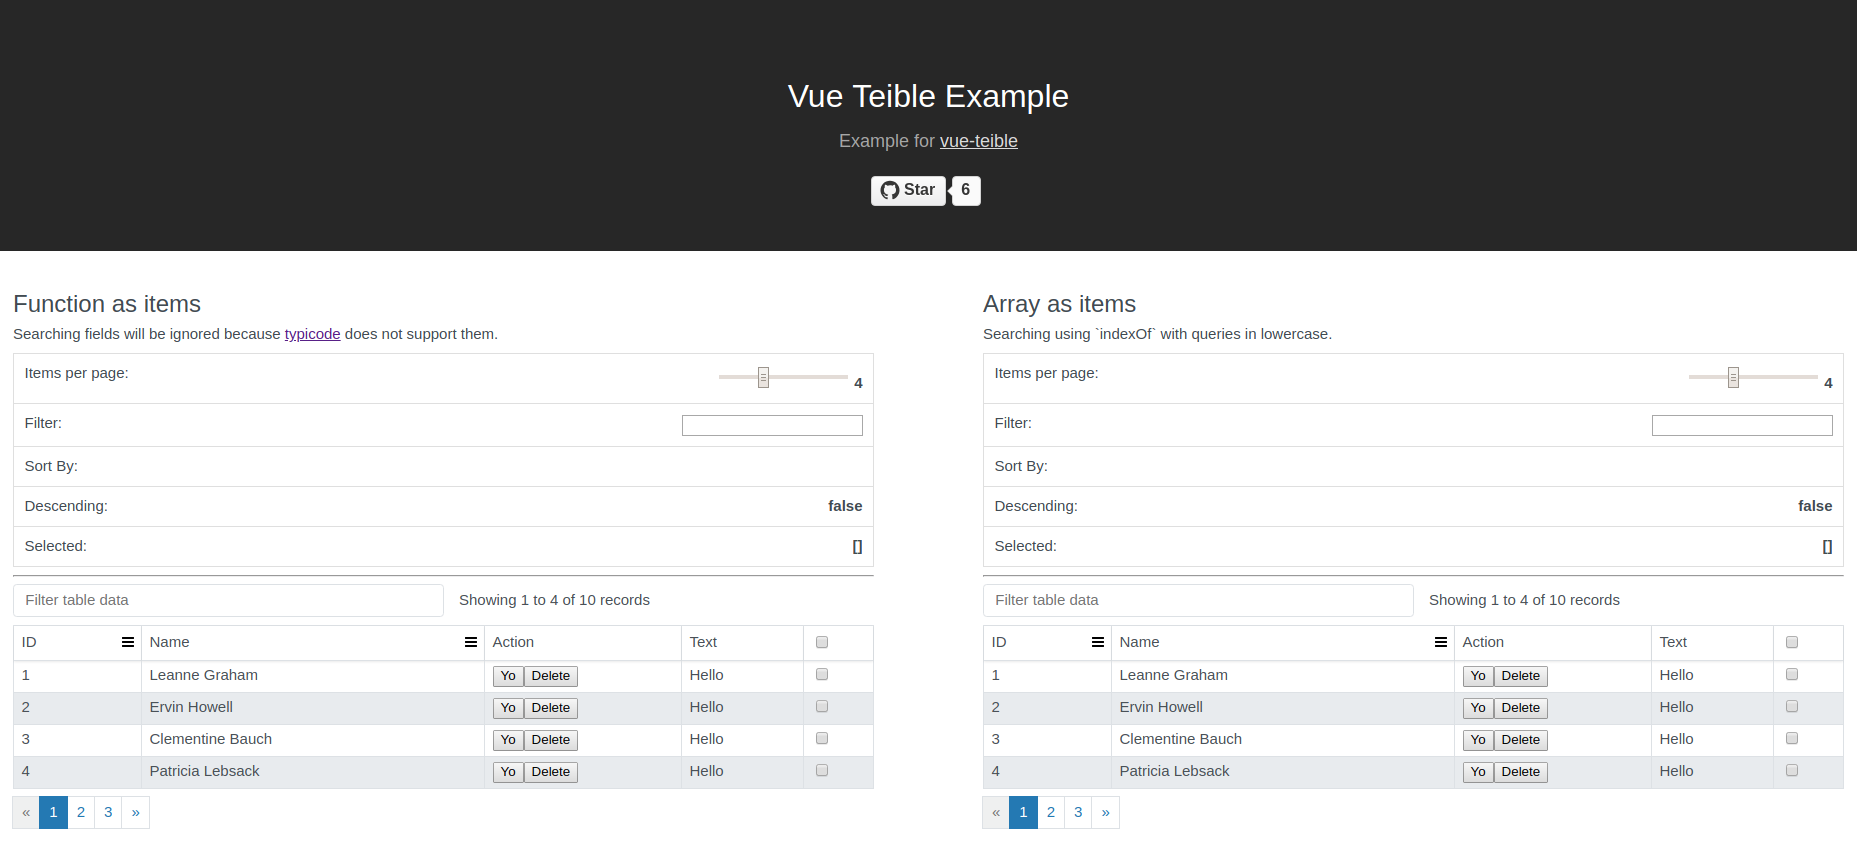 Vue Teible Example
Example for vue-teible
Star 6
Function as items
Searching fields will be ignored because typicode does not support them.
Items per page: 4
Filter:
Sort By:
Descending: false
Selected: []
Filter table data Showing 1 to 4 of 10 records
ID Name Action Text
1 Leanne Graham Yo Delete Hello
2 Ervin Howell Yo Delete Hello
3 Clementine Bauch Yo Delete Hello
4 Patricia Lebsack Yo Delete Hello
« 1 2 3 »
Array as items
Searching using `indexOf` with queries in lowercase.
Items per page: 4
Filter:
Sort By:
Descending: false
Selected: []
Filter table data Showing 1 to 4 of 10 records
ID Name Action Text
1 Leanne Graham Yo Delete Hello
2 Ervin Howell Yo Delete Hello
3 Clementine Bauch Yo Delete Hello
4 Patricia Lebsack Yo Delete Hello
« 1 2 3 »